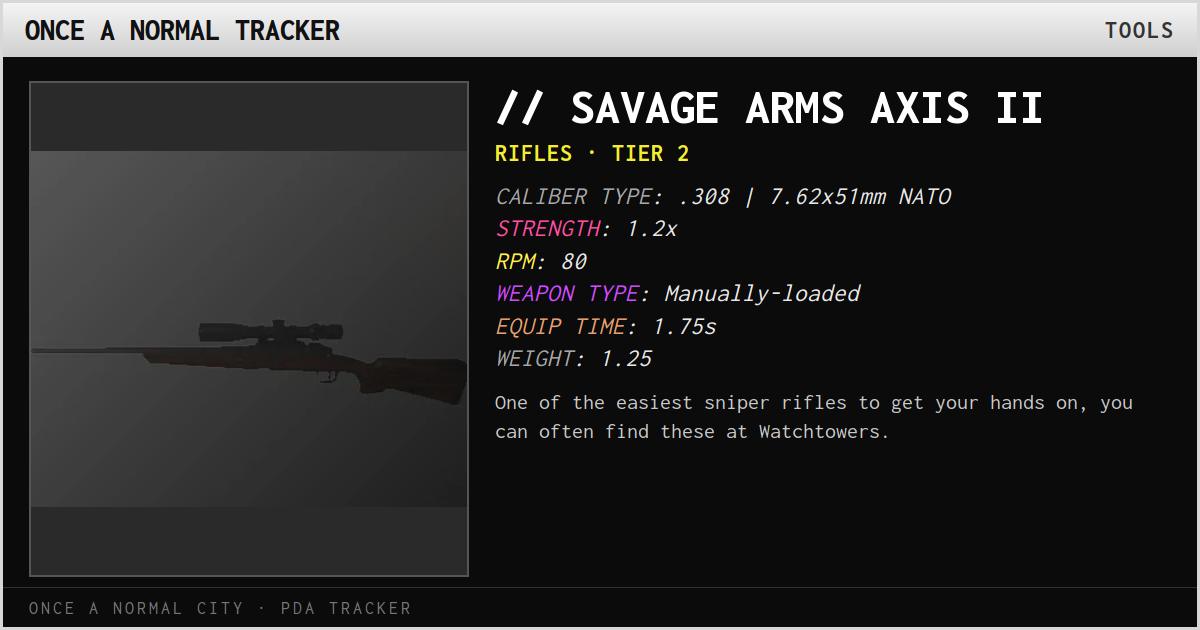 ONCE A NORMAL TRACKER
TOOLS
// SAVAGE ARMS AXIS II
RIFLES · TIER 2
CALIBER TYPE: .308 | 7.62x51mm NATO
STRENGTH: 1.2x
RPM: 80
WEAPON TYPE: Manually-loaded
EQUIP TIME: 1.75s
WEIGHT: 1.25
One of the easiest sniper rifles to get your hands on, you
can often find these at Watchtowers.
ONCE A NORMAL CITY · PDA TRACKER